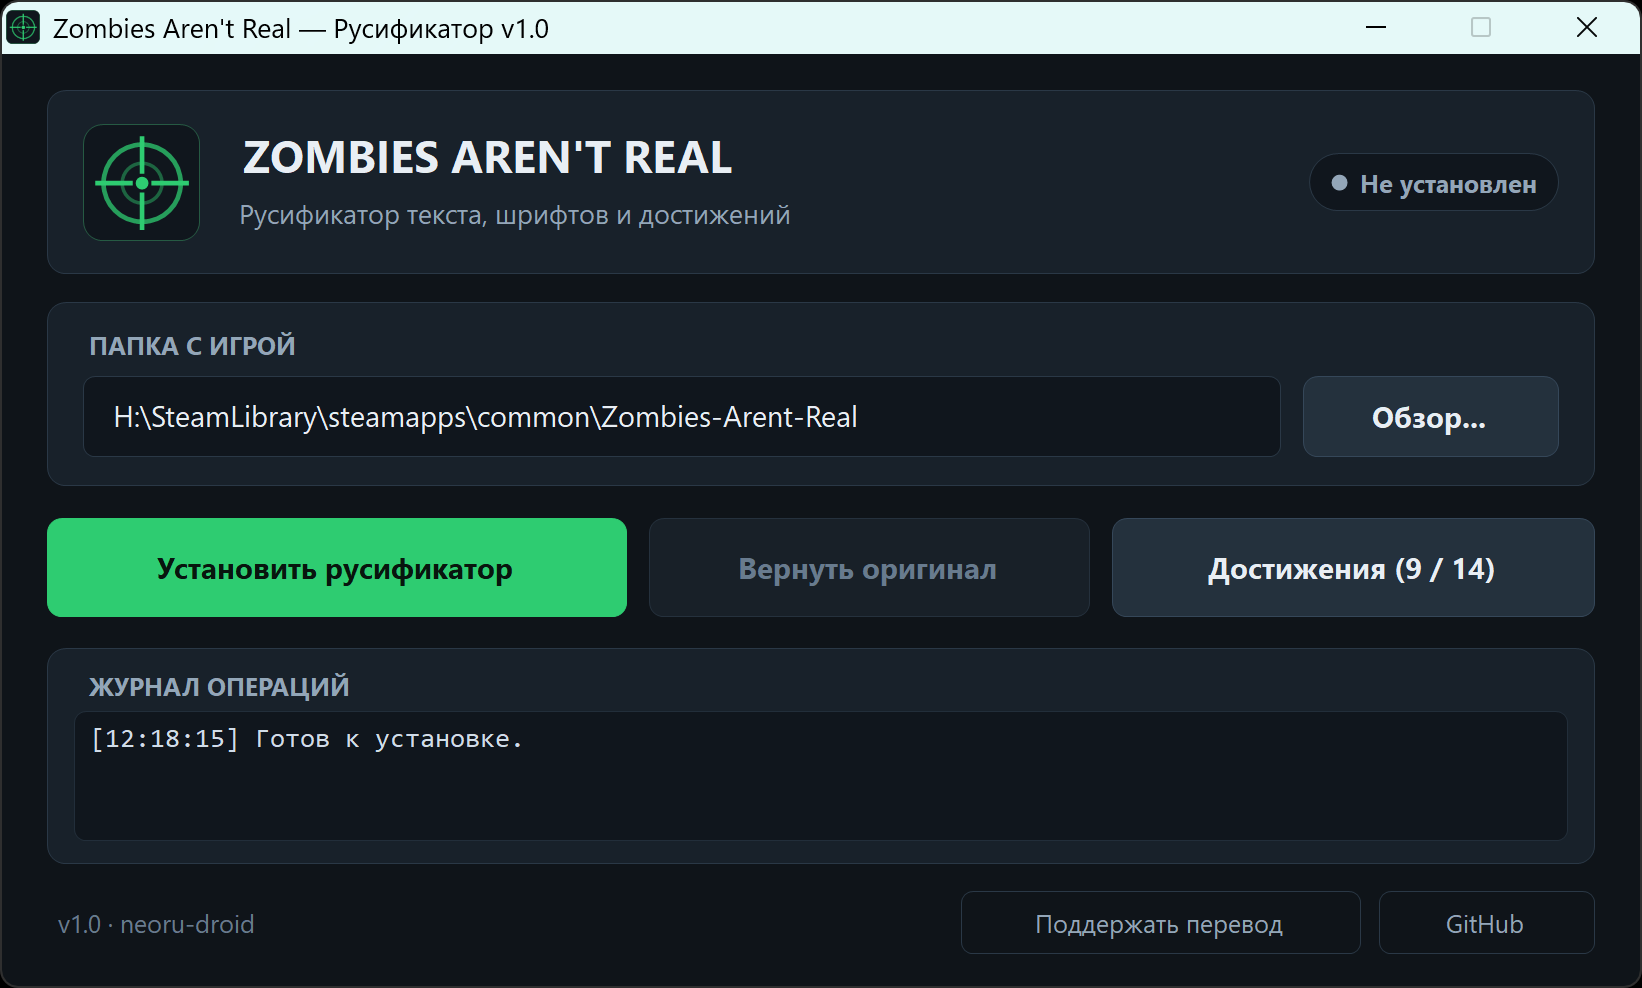 Zombies Aren't Real — Русификатор v1.0
ZOMBIES AREN'T REAL
Русификатор текста, шрифтов и достижений
Не установлен
ПАПКА С ИГРОЙ
H:\SteamLibrary\steamapps\common\Zombies-Arent-Real
Обзор...
Установить русификатор
Вернуть оригинал
Достижения (9 / 14)
ЖУРНАЛ ОПЕРАЦИЙ
[12:18:15] Готов к установке.
v1.0 · neoru-droid
Поддержать перевод
GitHub